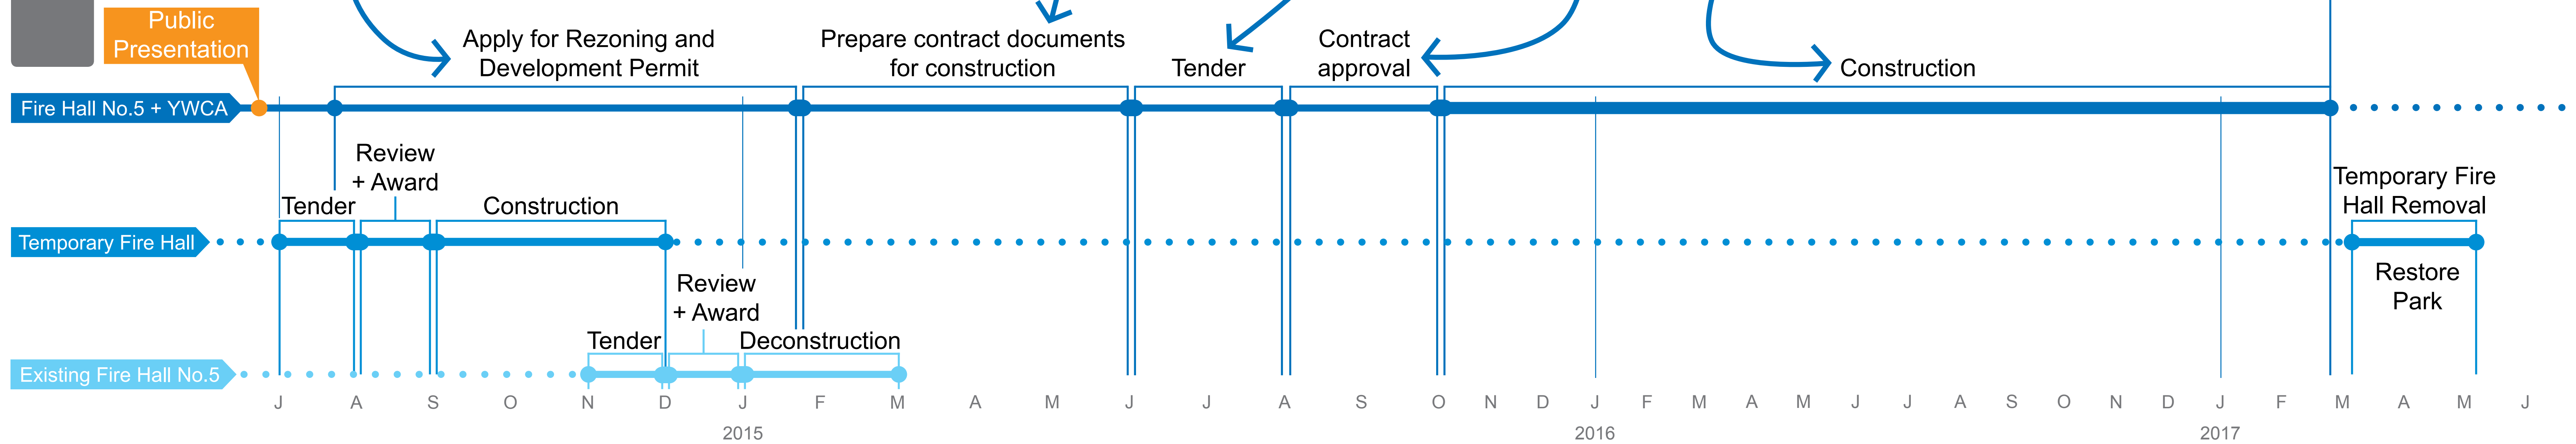 Public
Presentation
Apply for Rezoning and
Development Permit
Prepare contract documents
for construction
Tender
Contract
approval
Construction
Fire Hall No.5 + YWCA
Review
+ Award
Tender
Construction
Temporary Fire
Hall Removal
Temporary Fire Hall
Restore
Park
Review
+ Award
Tender
Deconstruction
Existing Fire Hall No.5
J A S O N D J F M A M J J A S O N D J F M A M J J A S O N D J F M A M J
2015 2016 2017